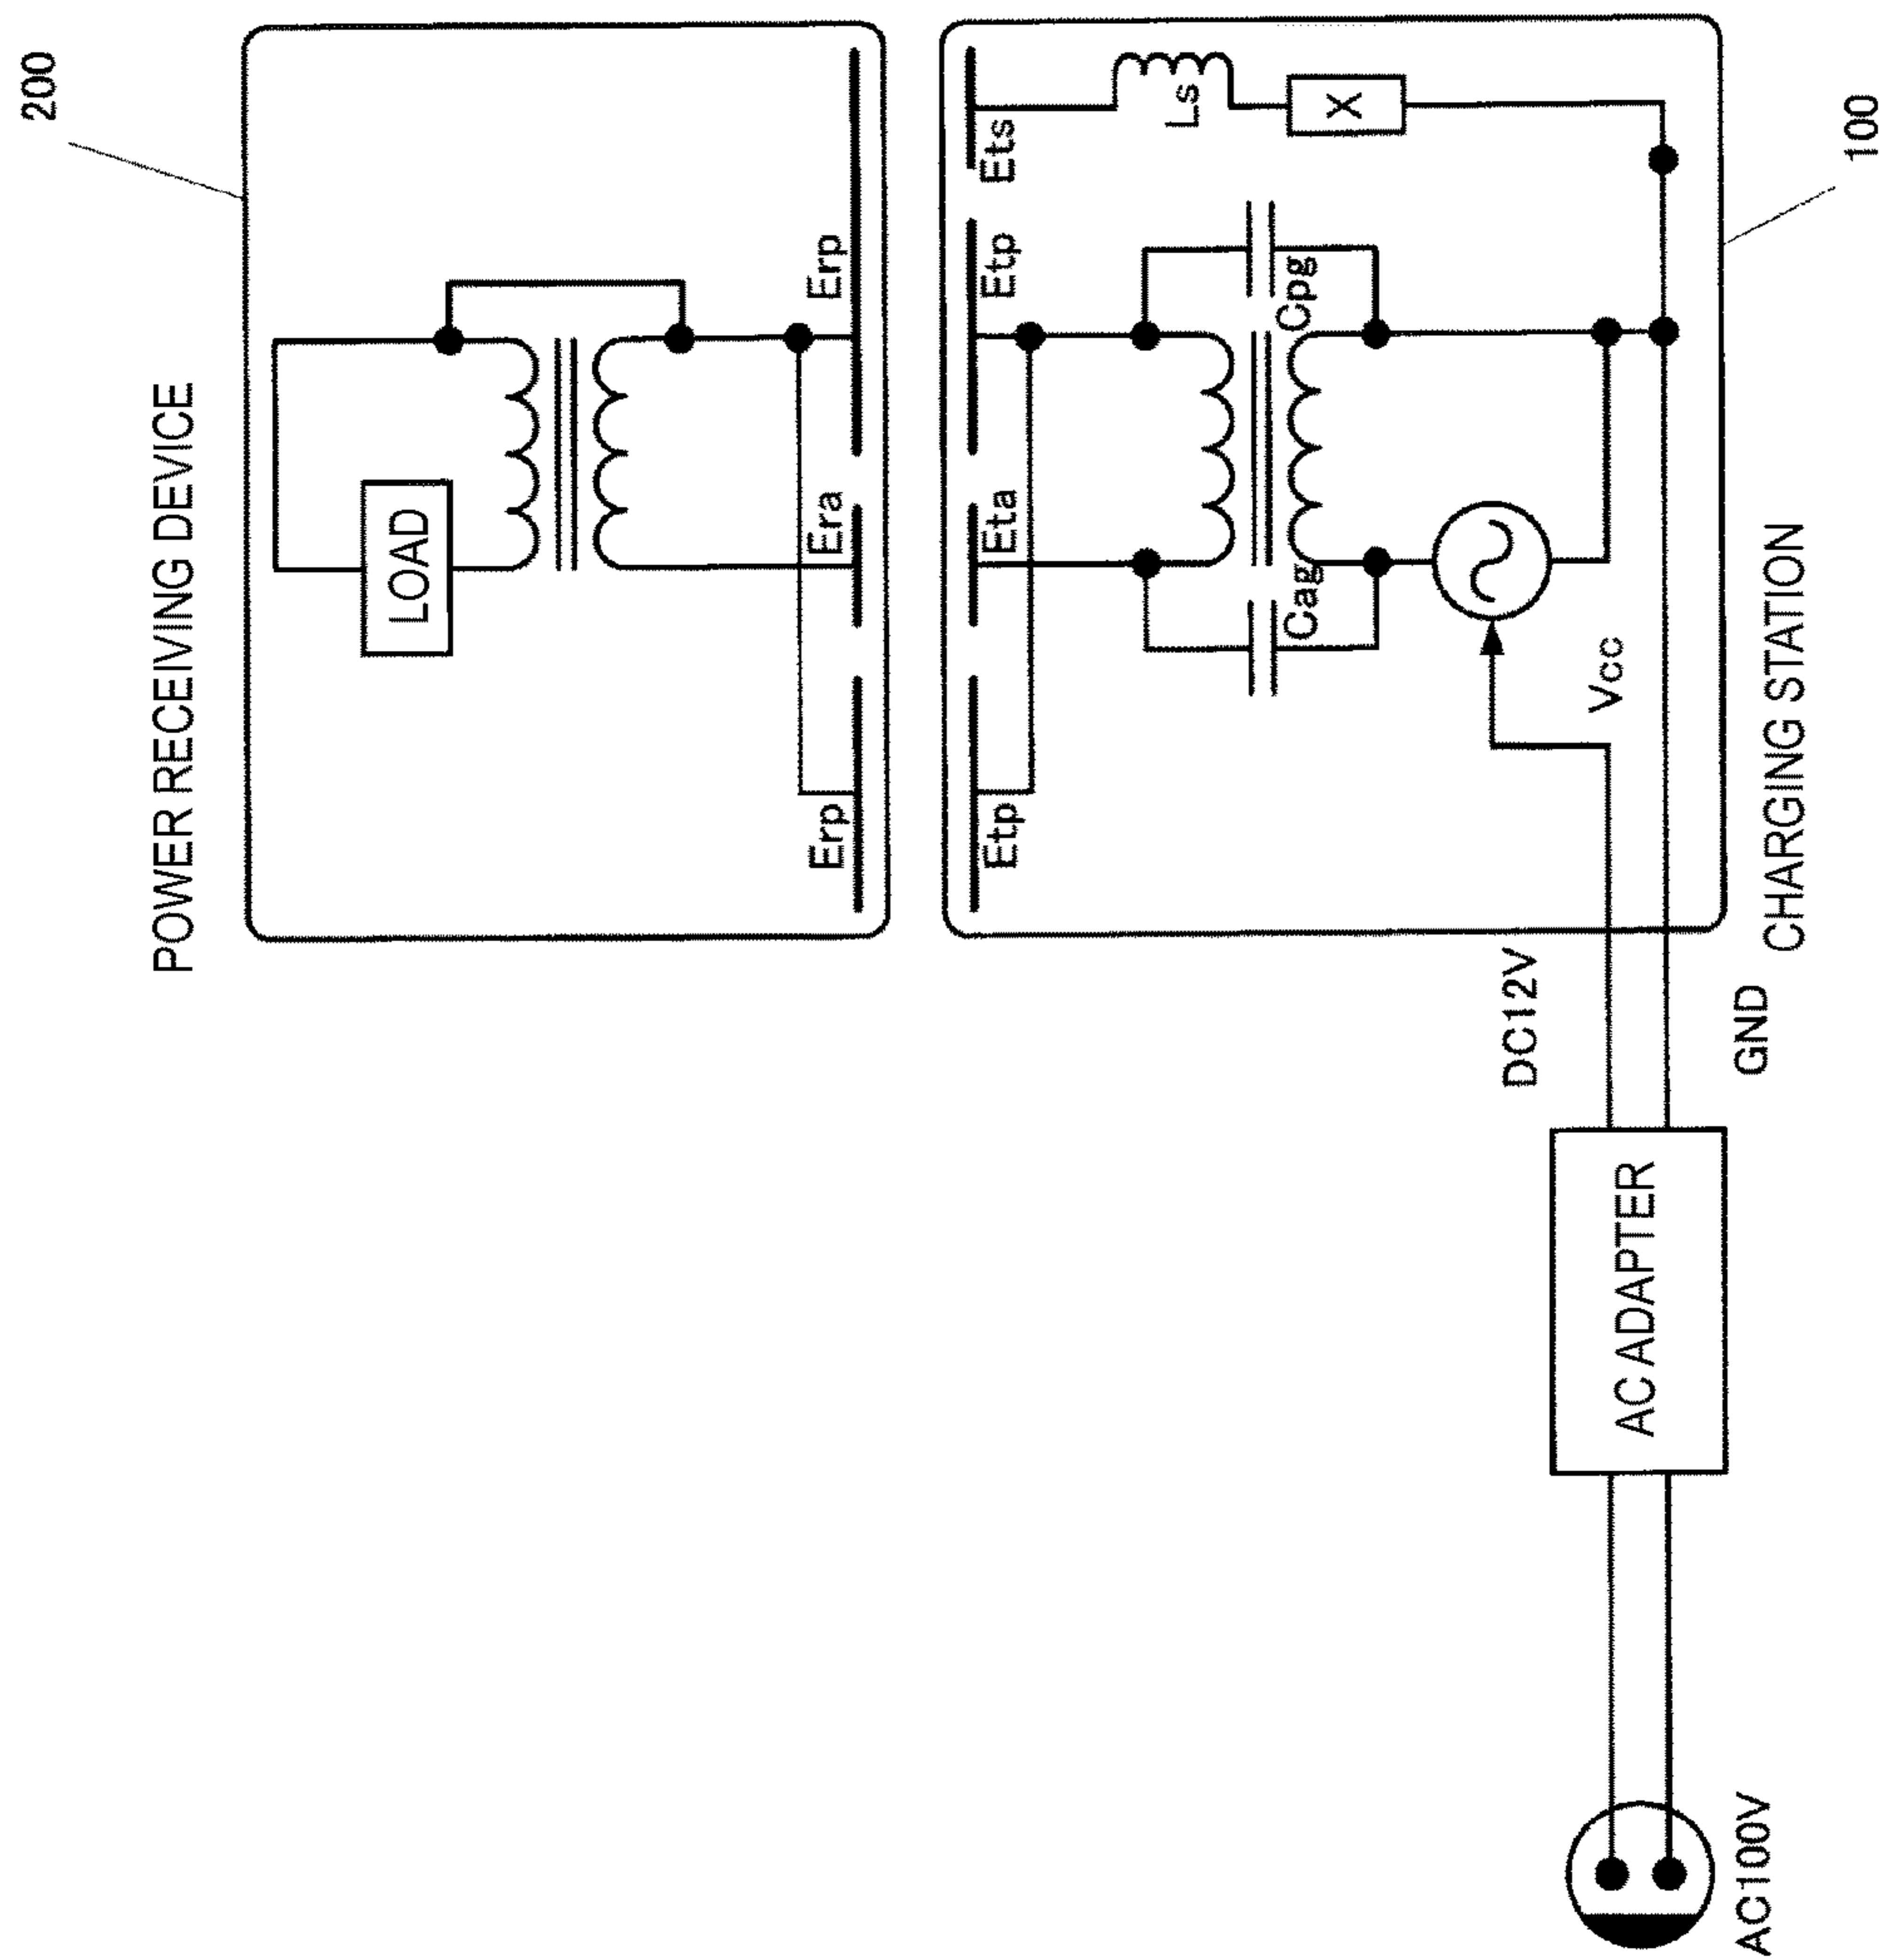 200
POWER RECEIVING DEVICE
LOAD
Erp
Era
Erp
Etp
Eta
Etp
Ets
Ls
X
Cag
Cpg
Vcc
100
CHARGING STATION
DC12V
GND
AC ADAPTER
AC100V